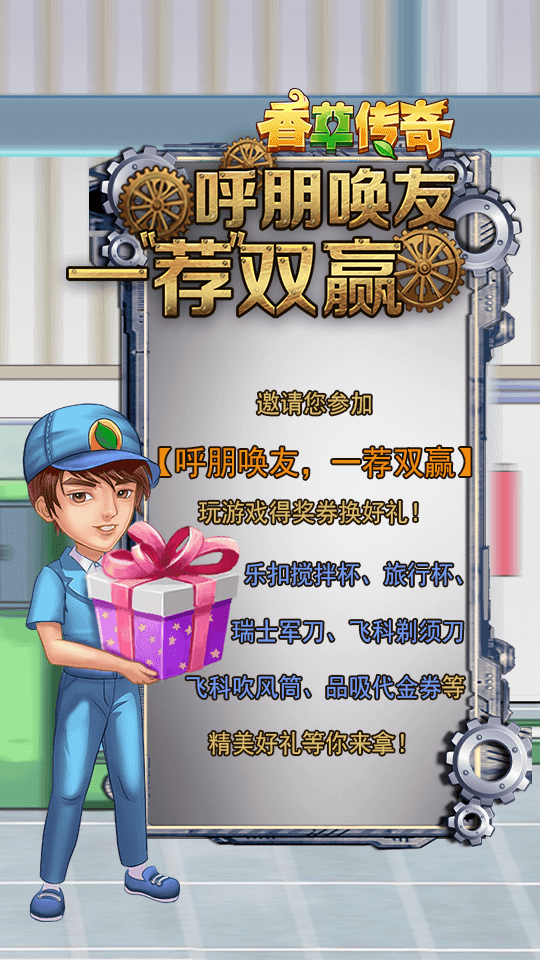 香草传奇
呼朋唤友
一“荐”双赢
邀请您参加
【呼朋唤友，一荐双赢】
玩游戏得奖券换好礼！
乐扣搅拌杯、旅行杯、
瑞士军刀、飞科剃须刀
飞科吹风筒、品吸代金券等
精美好礼等你来拿！